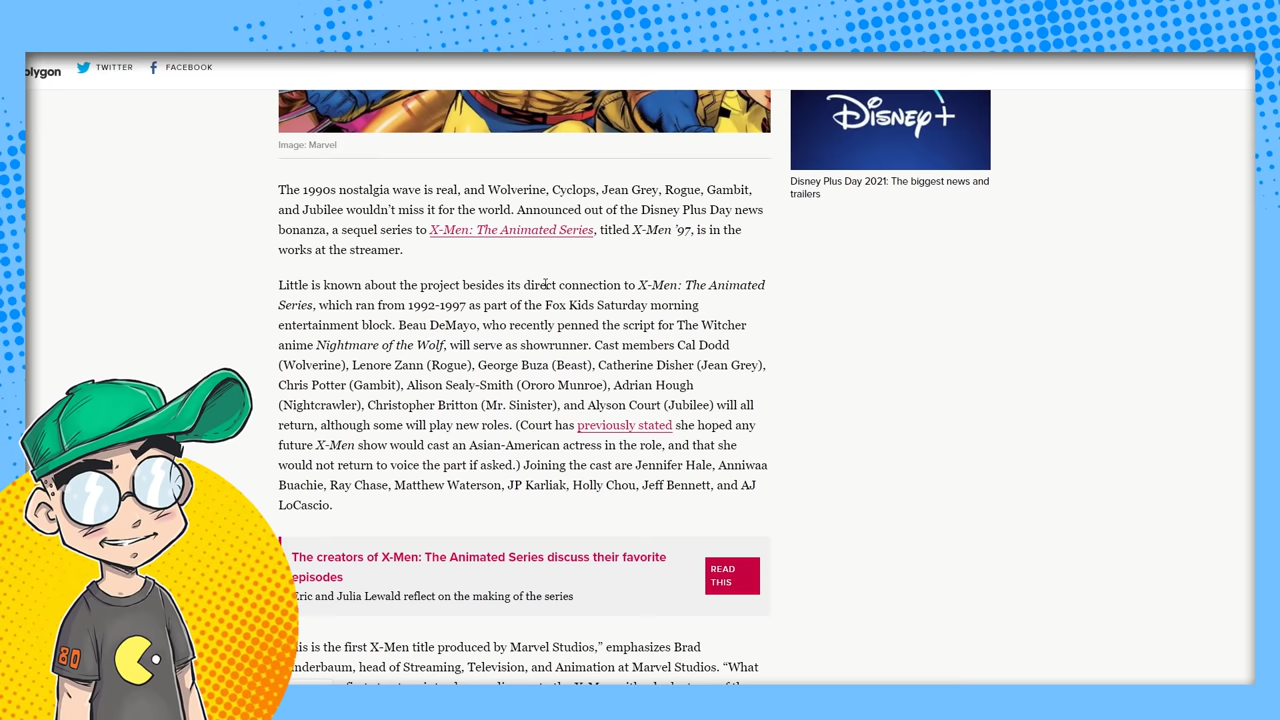 olygon
TWITTER
FACEBOOK
Image: Marvel
The 1990s nostalgia wave is real, and Wolverine, Cyclops, Jean Grey, Rogue, Gambit,
and Jubilee wouldn’t miss it for the world. Announced out of the Disney Plus Day news
bonanza, a sequel series to X-Men: The Animated Series, titled X-Men ’97, is in the
works at the streamer.
Little is known about the project besides its direct connection to X-Men: The Animated
Series, which ran from 1992-1997 as part of the Fox Kids Saturday morning
entertainment block. Beau DeMayo, who recently penned the script for The Witcher
anime Nightmare of the Wolf, will serve as showrunner. Cast members Cal Dodd
(Wolverine), Lenore Zann (Rogue), George Buza (Beast), Catherine Disher (Jean Grey),
Chris Potter (Gambit), Alison Sealy-Smith (Ororo Munroe), Adrian Hough
(Nightcrawler), Christopher Britton (Mr. Sinister), and Alyson Court (Jubilee) will all
return, although some will play new roles. (Court has previously stated she hoped any
future X-Men show would cast an Asian-American actress in the role, and that she
would not return to voice the part if asked.) Joining the cast are Jennifer Hale, Anniwaa
Buachie, Ray Chase, Matthew Waterson, JP Karliak, Holly Chou, Jeff Bennett, and AJ
LoCascio.
The creators of X-Men: The Animated Series discuss their favorite
episodes
Eric and Julia Lewald reflect on the making of the series
READ
THIS
is is the first X-Men title produced by Marvel Studios,” emphasizes Brad
nderbaum, head of Streaming, Television, and Animation at Marvel Studios. “What
Disney+
Disney Plus Day 2021: The biggest news and
trailers
80